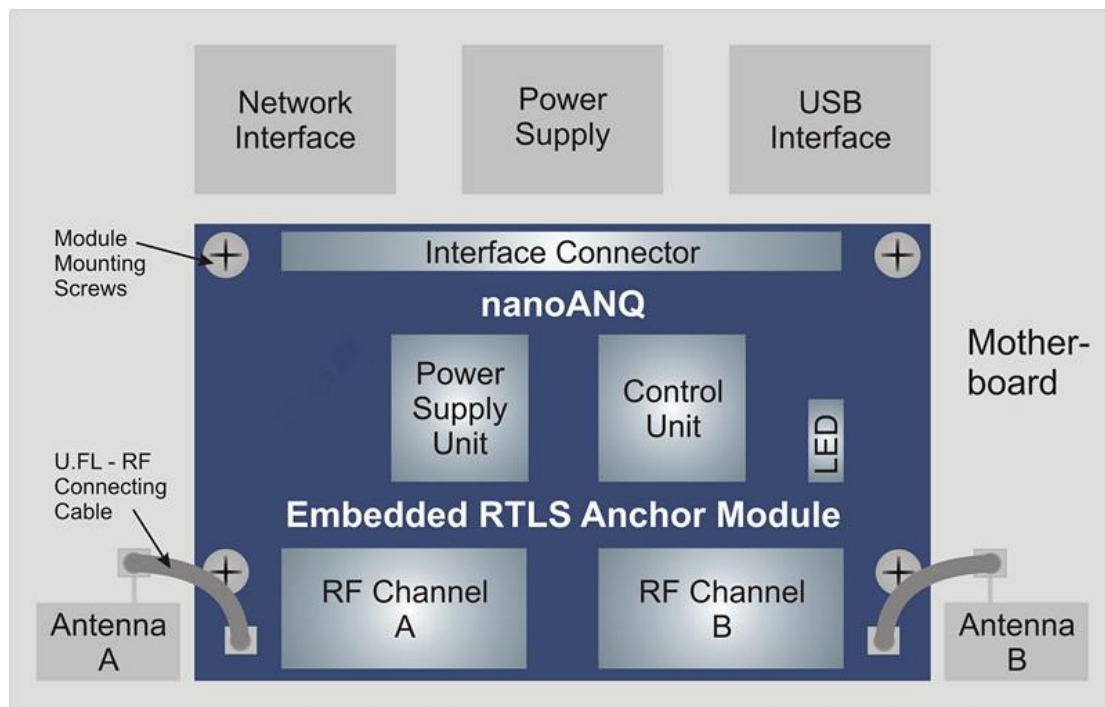 Network
Interface
Power
Supply
USB
Interface
Module
Mounting
Screws
Interface Connector
nanoANQ
Mother-
board
Power
Supply
Unit
Control
Unit
LED
U.FL - RF
Connecting
Cable
Embedded RTLS Anchor Module
Antenna
A
RF Channel
A
RF Channel
B
Antenna
B